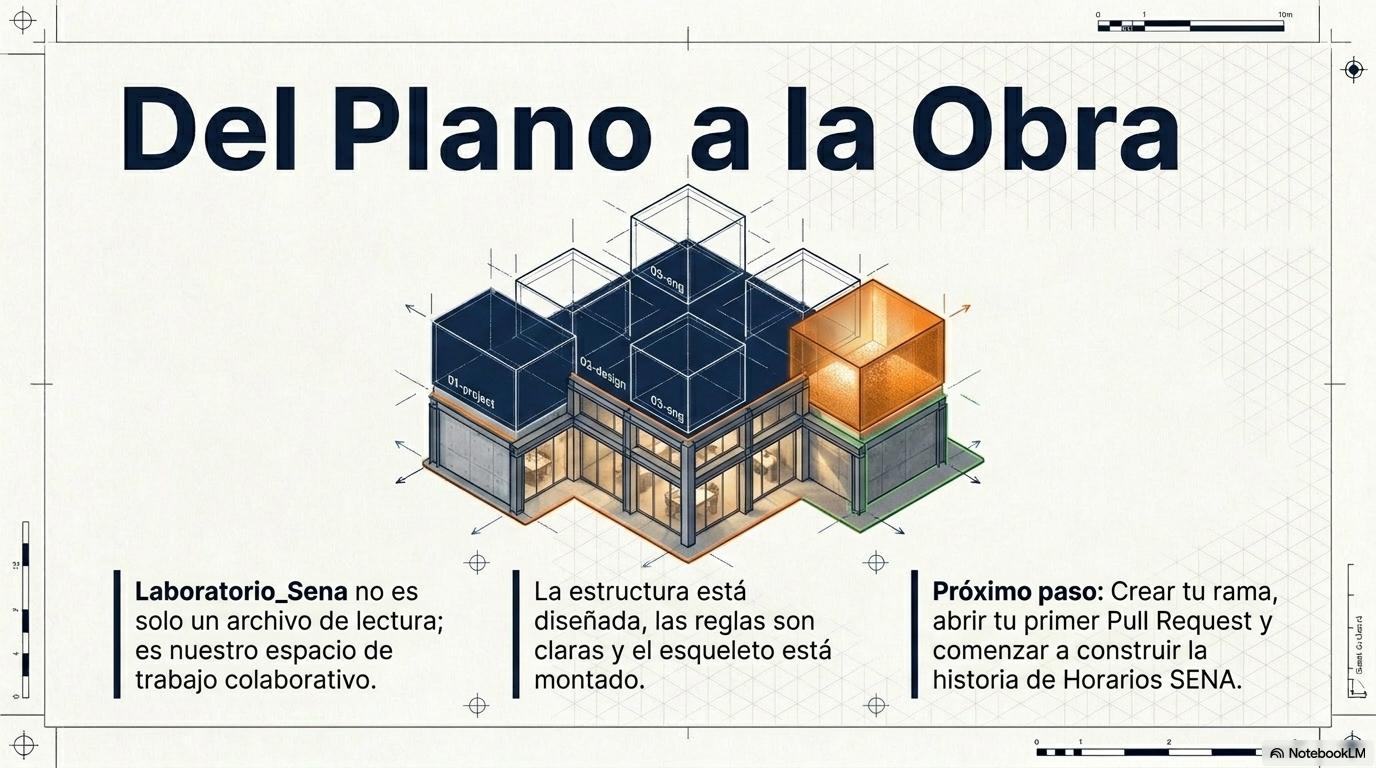 0 1 10m
Del Plano a la Obra
03-eng
01-project
02-design
03-sng
Laboratorio_Sena no es
solo un archivo de lectura;
es nuestro espacio de
trabajo colaborativo.
La estructura está
diseñada, las reglas son
claras y el esqueleto está
montado.
Próximo paso: Crear tu rama,
abrir tu primer Pull Request y
comenzar a construir la
historia de Horarios SENA.
0 1 2
NotebookLM